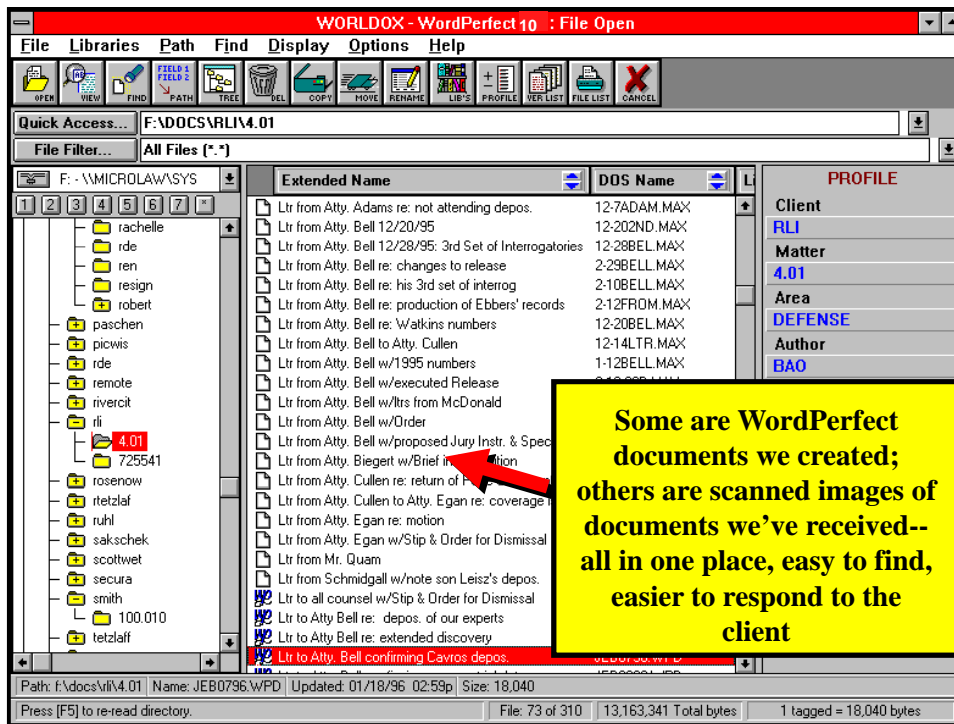 WORLDOX - WordPerfect 10 : File Open
File Libraries Path Find Display Options Help
OPEN VIEW FIND FIELD 1 FIELD 2 PATH TREE DEL COPY MOVE RENAME LIB'S PROFILE VER LIST FILE LIST CANCEL
Quick Access... F:\DOCS\RLI\4.01
File Filter... All Files (*.*)
F: - \\MICROLAW\SYS
1 2 3 4 5 6 7 *
rachelle
rde
ren
resign
robert
paschen
picwis
rde
remote
rivercit
rli
4.01
725541
rosenow
rtetzlaf
ruhl
sakschek
scottwet
secura
smith
100.010
tetzlaff
Extended Name DOS Name Li
Ltr from Atty. Adams re: not attending depos. 12-7ADAM.MAX
Ltr from Atty. Bell 12/20/95 12-202ND.MAX
Ltr from Atty. Bell 12/28/95: 3rd Set of Interrogatories 12-28BEL.MAX
Ltr from Atty. Bell re: changes to release 2-29BELL.MAX
Ltr from Atty. Bell re: his 3rd set of interrog 2-10BELL.MAX
Ltr from Atty. Bell re: production of Ebbers' records 2-12FROM.MAX
Ltr from Atty. Bell re: Watkins numbers 12-20BEL.MAX
Ltr from Atty. Bell to Atty. Cullen 12-14LTR.MAX
Ltr from Atty. Bell w/1995 numbers 1-12BELL.MAX
Ltr from Atty. Bell w/executed Release
Ltr from Atty. Bell w/ltrs from McDonald
Ltr from Atty. Bell w/Order
Ltr from Atty. Bell w/proposed Jury Instr. & Spec
Ltr from Atty. Biegert w/Brief in
Ltr from Atty. Cullen re: return of
Ltr from Atty. Cullen to Atty. Egan re: coverage
Ltr from Atty. Egan re: motion
Ltr from Atty. Egan w/Stip & Order for Dismissal
Ltr from Mr. Quam
Ltr from Schmidgall w/note son Leisz's depos.
Ltr to all counsel w/Stip & Order for Dismissal
Ltr to Atty Bell re: depos. of our experts
Ltr to Atty Bell re: extended discovery
Ltr to Atty. Bell confirming Cavros depos.
PROFILE
Client
RLI
Matter
4.01
Area
DEFENSE
Author
BAO
Some are WordPerfect
documents we created;
others are scanned images of
documents we've received--
all in one place, easy to find,
easier to respond to the
client
Path: f:\docs\rli\4.01 Name: JEB0796.WPD Updated: 01/18/96 02:59p Size: 18,040
Press [F5] to re-read directory. File: 73 of 310 13,163,341 Total bytes 1 tagged = 18,040 bytes